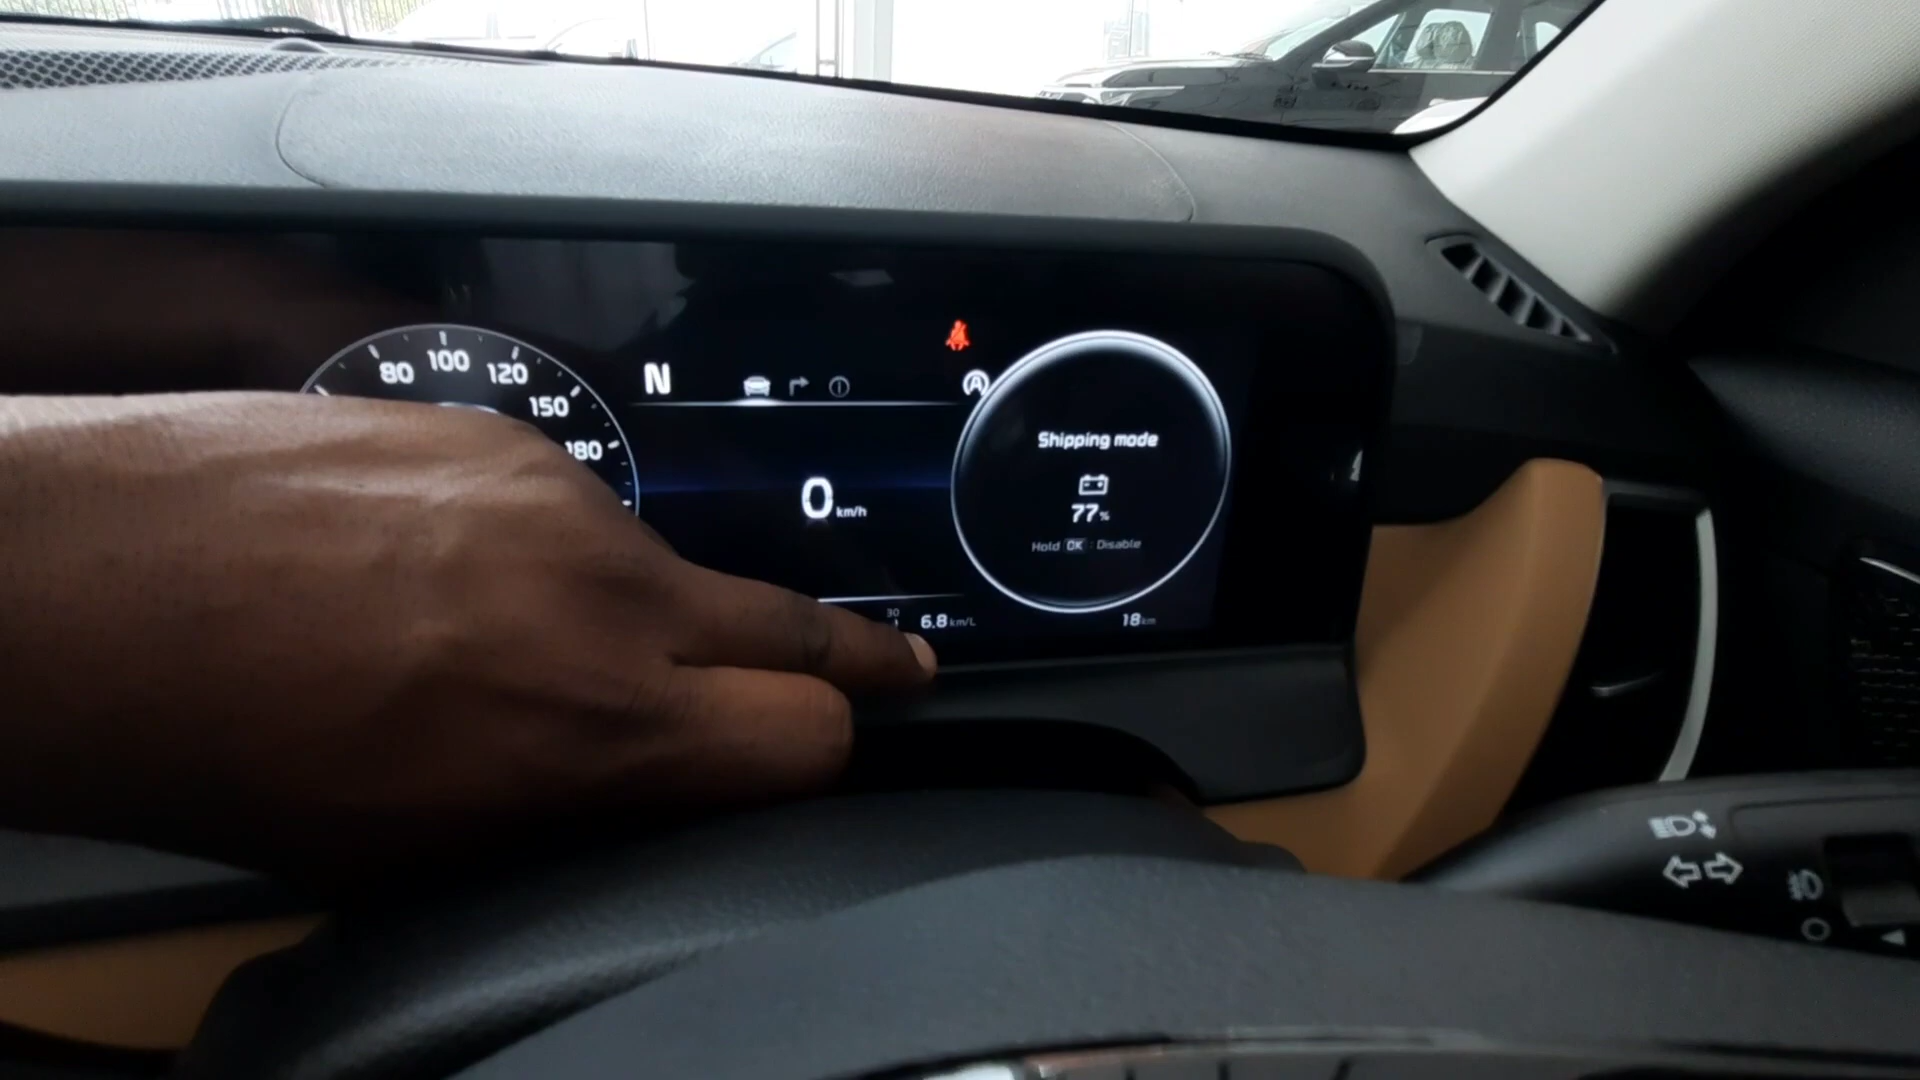 80
100
120
150
180
N
A
Shipping mode
77%
Hold OK : Disable
0 km/h
30
6.8 km/L
18 km